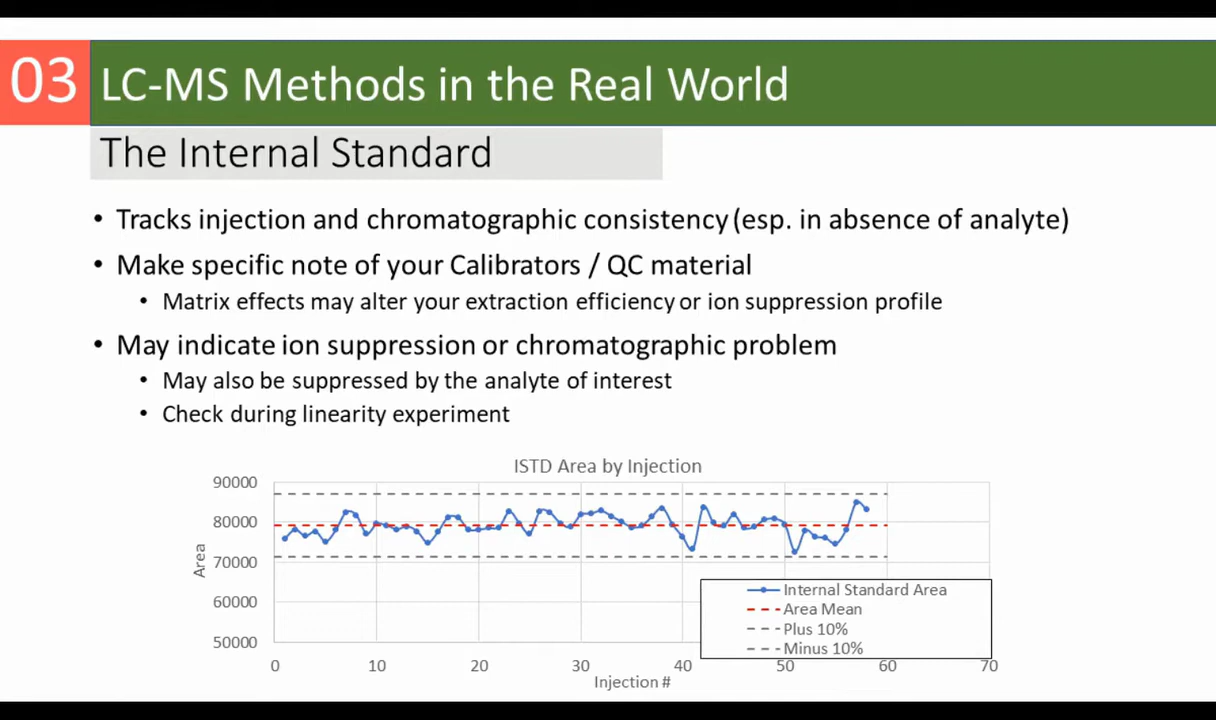 03 LC-MS Methods in the Real World
The Internal Standard
• Tracks injection and chromatographic consistency (esp. in absence of analyte)
• Make specific note of your Calibrators / QC material
• Matrix effects may alter your extraction efficiency or ion suppression profile
• May indicate ion suppression or chromatographic problem
• May also be suppressed by the analyte of interest
• Check during linearity experiment
ISTD Area by Injection
90000
80000
70000
60000
50000
Area
Internal Standard Area
Area Mean
Plus 10%
Minus 10%
0 10 20 30 40 50 60 70
Injection #